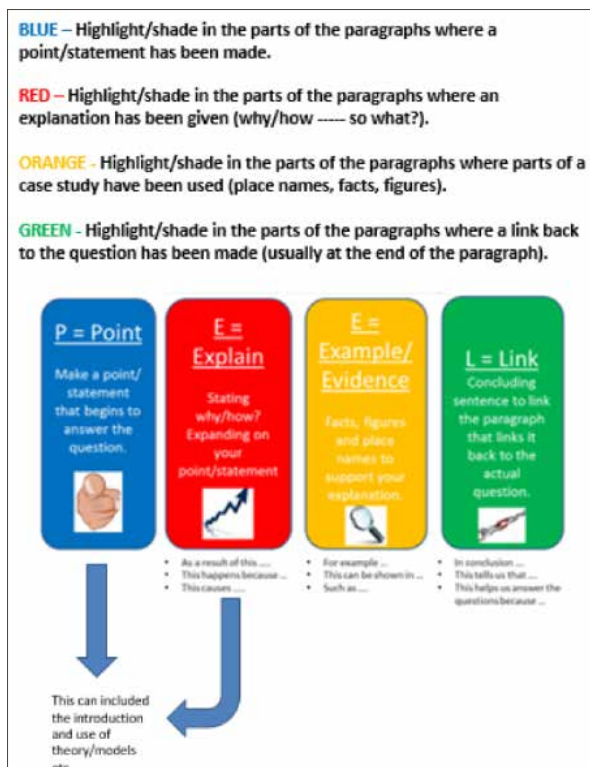 BLUE – Highlight/shade in the parts of the paragraphs where a
point/statement has been made.
RED – Highlight/shade in the parts of the paragraphs where an
explanation has been given (why/how ----- so what?).
ORANGE - Highlight/shade in the parts of the paragraphs where parts of a
case study have been used (place names, facts, figures).
GREEN - Highlight/shade in the parts of the paragraphs where a link back
to the question has been made (usually at the end of the paragraph).
P = Point
Make a point/
statement
that begins to
answer the
question.
E =
Explain
Stating
why/how?
Expanding on
your
point/statement
E =
Example/
Evidence
Facts, figures
and place
names to
support your
explanation.
L = Link
Concluding
sentence to link
the paragraph
that links it
back to the
actual
question.
• As a result of this ....
• This happens because ...
• This causes ....
• For example ...
• This can be shown in ...
• Such as ....
• In conclusion ...
• This tells us that ....
• This helps us answer the
questions because ...
This can included
the introduction
and use of
theory/models